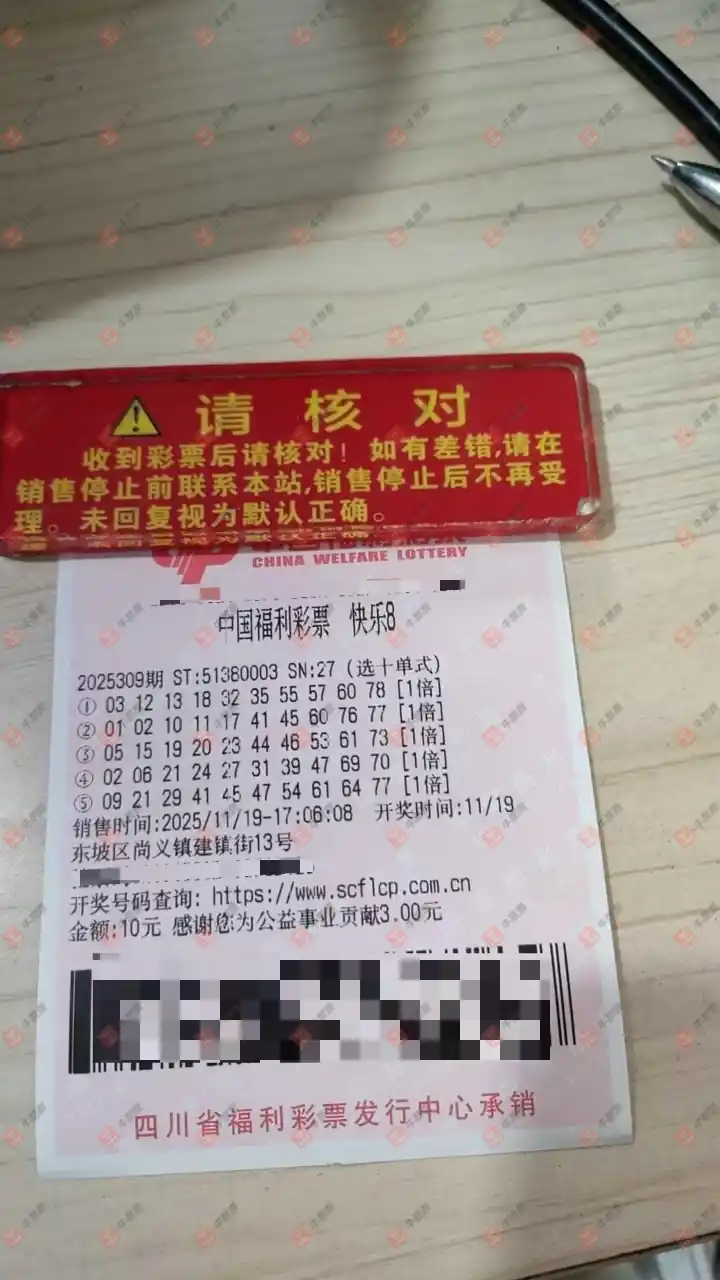 请核对
收到彩票后请核对！如有差错,请在
销售停止前联系本站,销售停止后不再受
理。未回复视为默认正确。
CHINA WELFARE LOTTERY
中国福利彩票 快乐8
2025309期 ST:51380003 SN:27 (选十单式)
① 03 12 13 18 32 35 55 57 60 78 [1倍]
② 01 02 10 11 17 41 45 60 76 77 [1倍]
③ 05 15 19 20 23 44 46 53 61 73 [1倍]
④ 02 06 21 24 27 31 39 47 69 70 [1倍]
⑤ 09 21 29 41 45 47 54 61 64 77 [1倍]
销售时间:2025/11/19-17:06:08 开奖时间:11/19
东坡区尚义镇建镇街13号
开奖号码查询: https://www.scflcp.com.cn
金额:10元 感谢您为公益事业贡献3.00元
四川省福利彩票发行中心承销